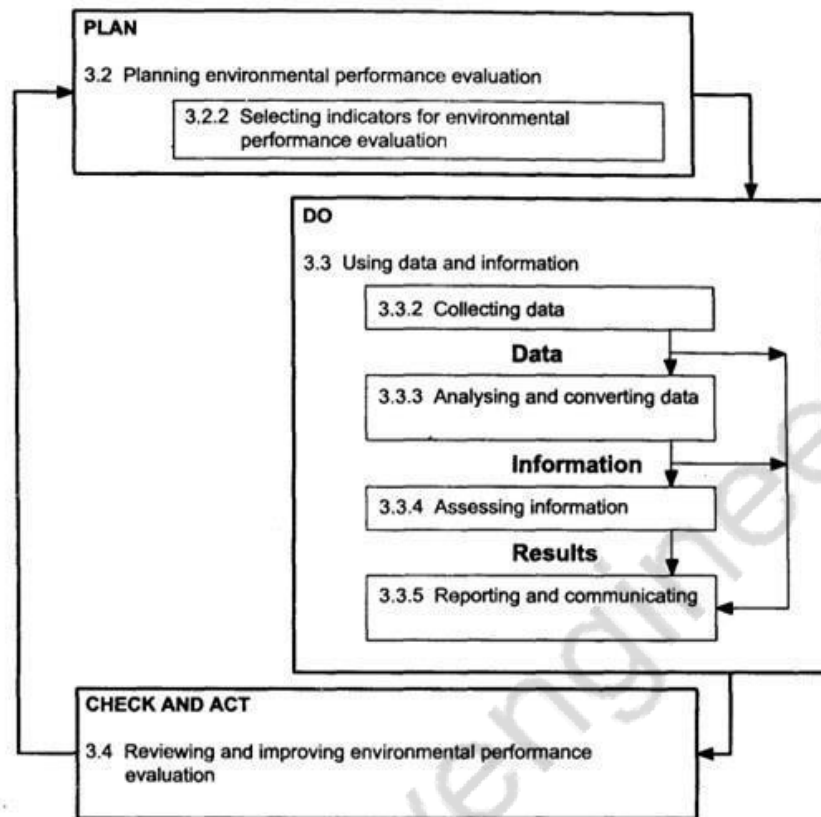 PLAN
3.2 Planning environmental performance evaluation
3.2.2 Selecting indicators for environmental
performance evaluation
DO
3.3 Using data and information
3.3.2 Collecting data
Data
3.3.3 Analysing and converting data
Information
3.3.4 Assessing information
Results
3.3.5 Reporting and communicating
CHECK AND ACT
3.4 Reviewing and improving environmental performance
evaluation